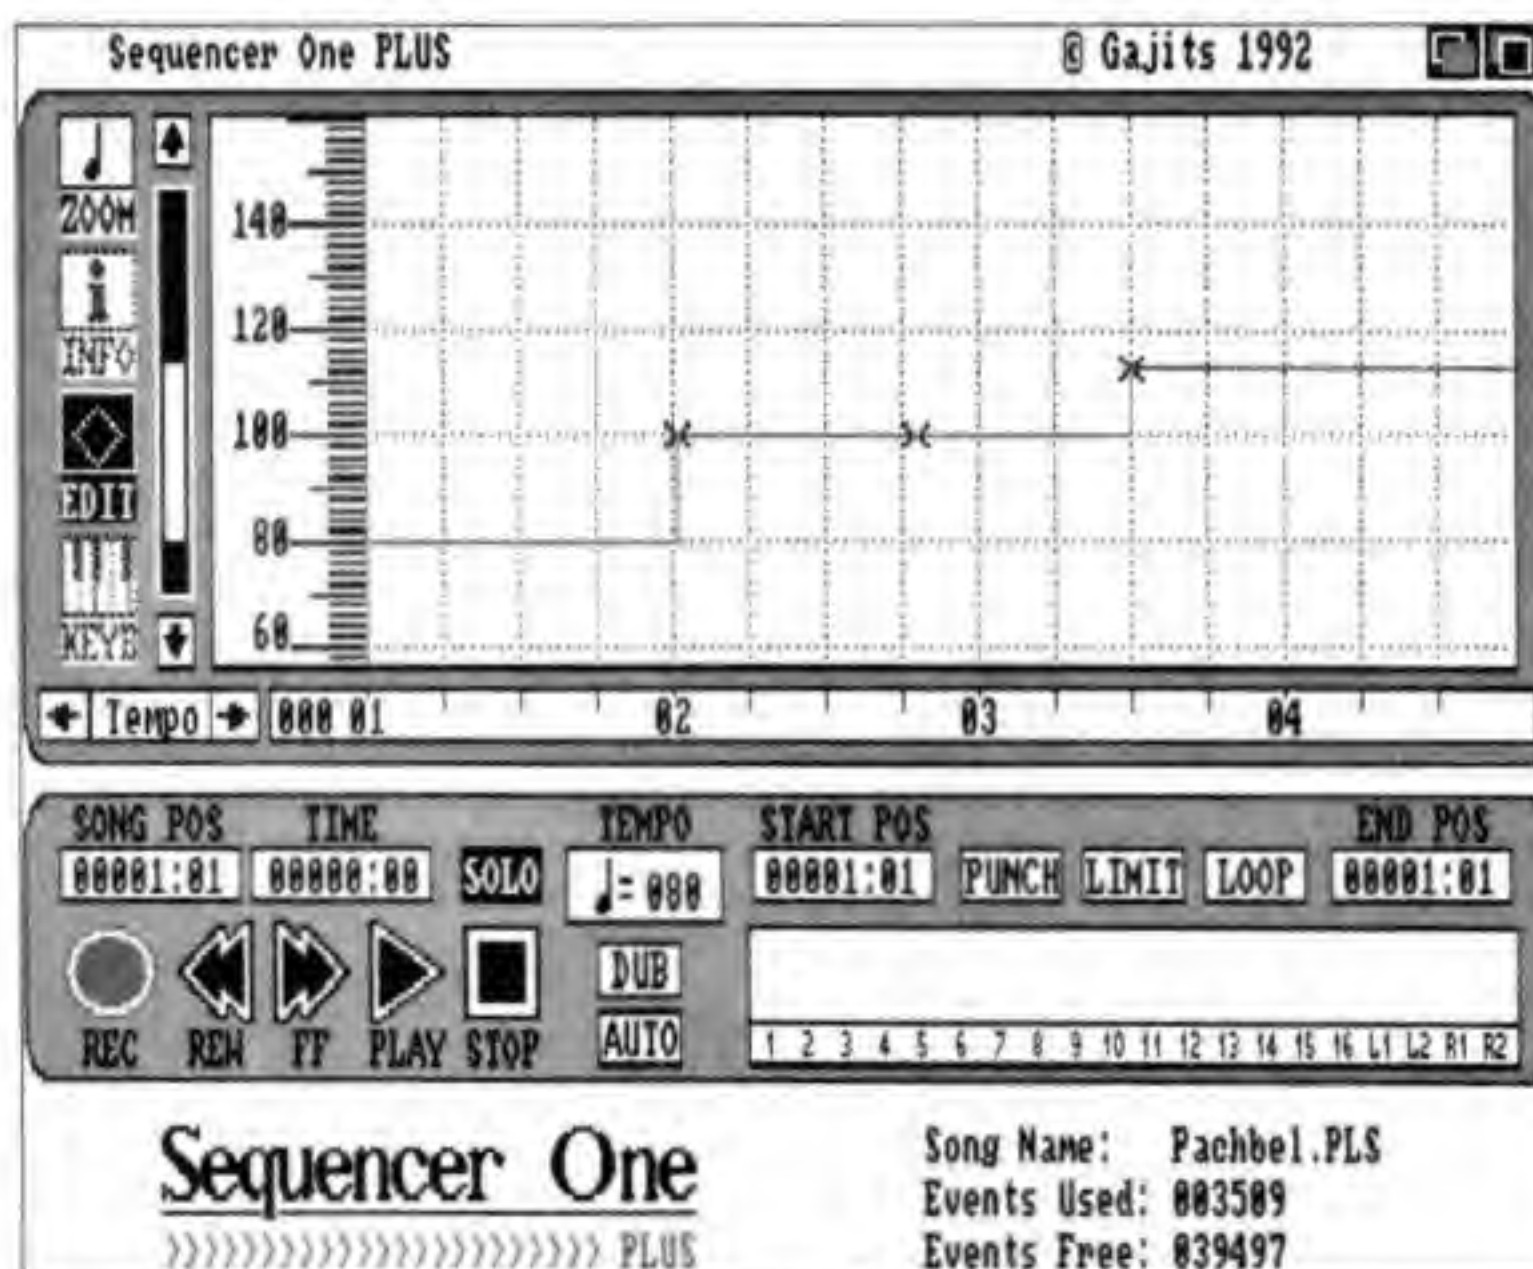 Sequencer One PLUS
© Gajits 1992
ZOOM
INFO
EDIT
KEYB
140
120
100
80
60
Tempo
000 01 02 03 04
SONG POS TIME TEMPO START POS END POS
00001:01 00000:00 SOLO = 080 00001:01 PUNCH LIMIT LOOP 00001:01
DUB
AUTO
REC REW FF PLAY STOP
1 2 3 4 5 6 7 8 9 10 11 12 13 14 15 16 L1 L2 R1 R2
Sequencer One
PLUS
Song Name: Pachbel.PLS
Events Used: 003509
Events Free: 039497